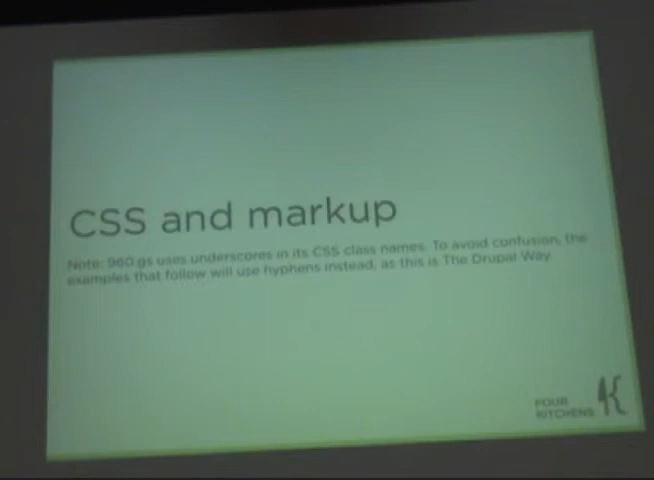 CSS and markup
Note: 960.gs uses underscores in its CSS class names. To avoid confusion, the
examples that follow will use hyphens instead, as this is The Drupal Way
FOUR
KITCHENS